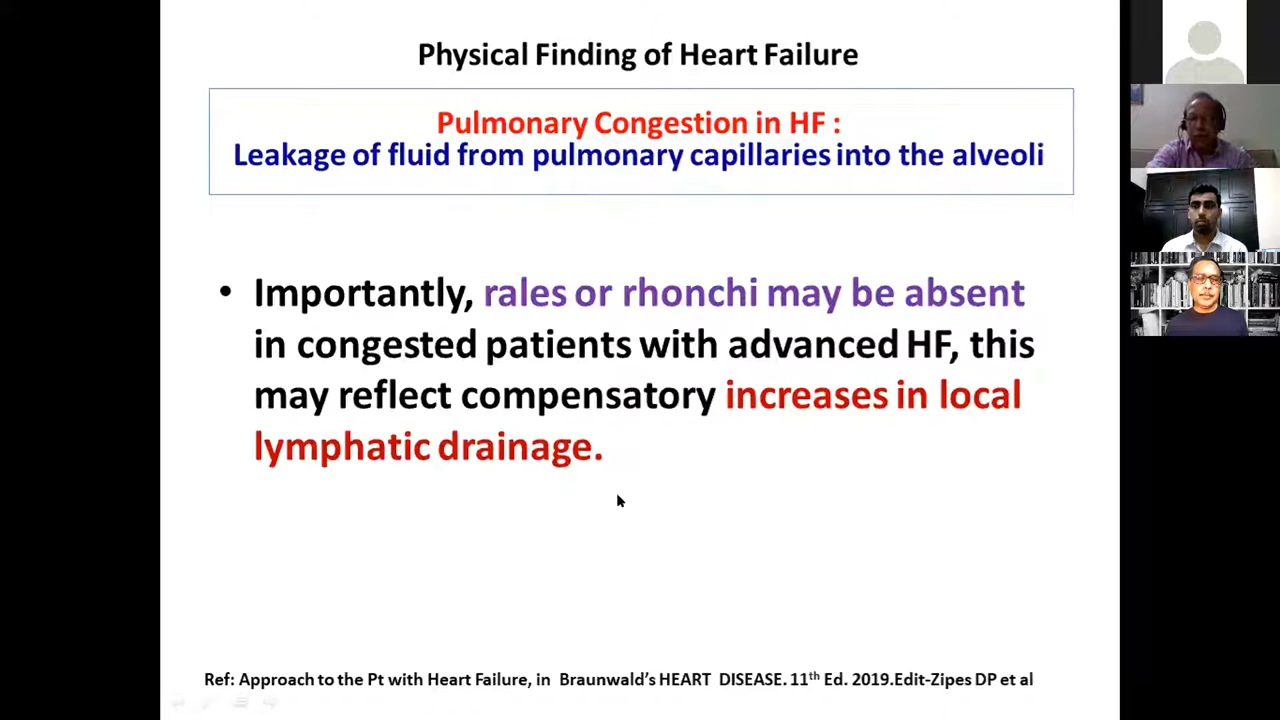 Physical Finding of Heart Failure
Pulmonary Congestion in HF :
Leakage of fluid from pulmonary capillaries into the alveoli
• Importantly, rales or rhonchi may be absent
in congested patients with advanced HF, this
may reflect compensatory increases in local
lymphatic drainage.
Ref: Approach to the Pt with Heart Failure, in Braunwald's HEART DISEASE. 11th Ed. 2019.Edit-Zipes DP et al